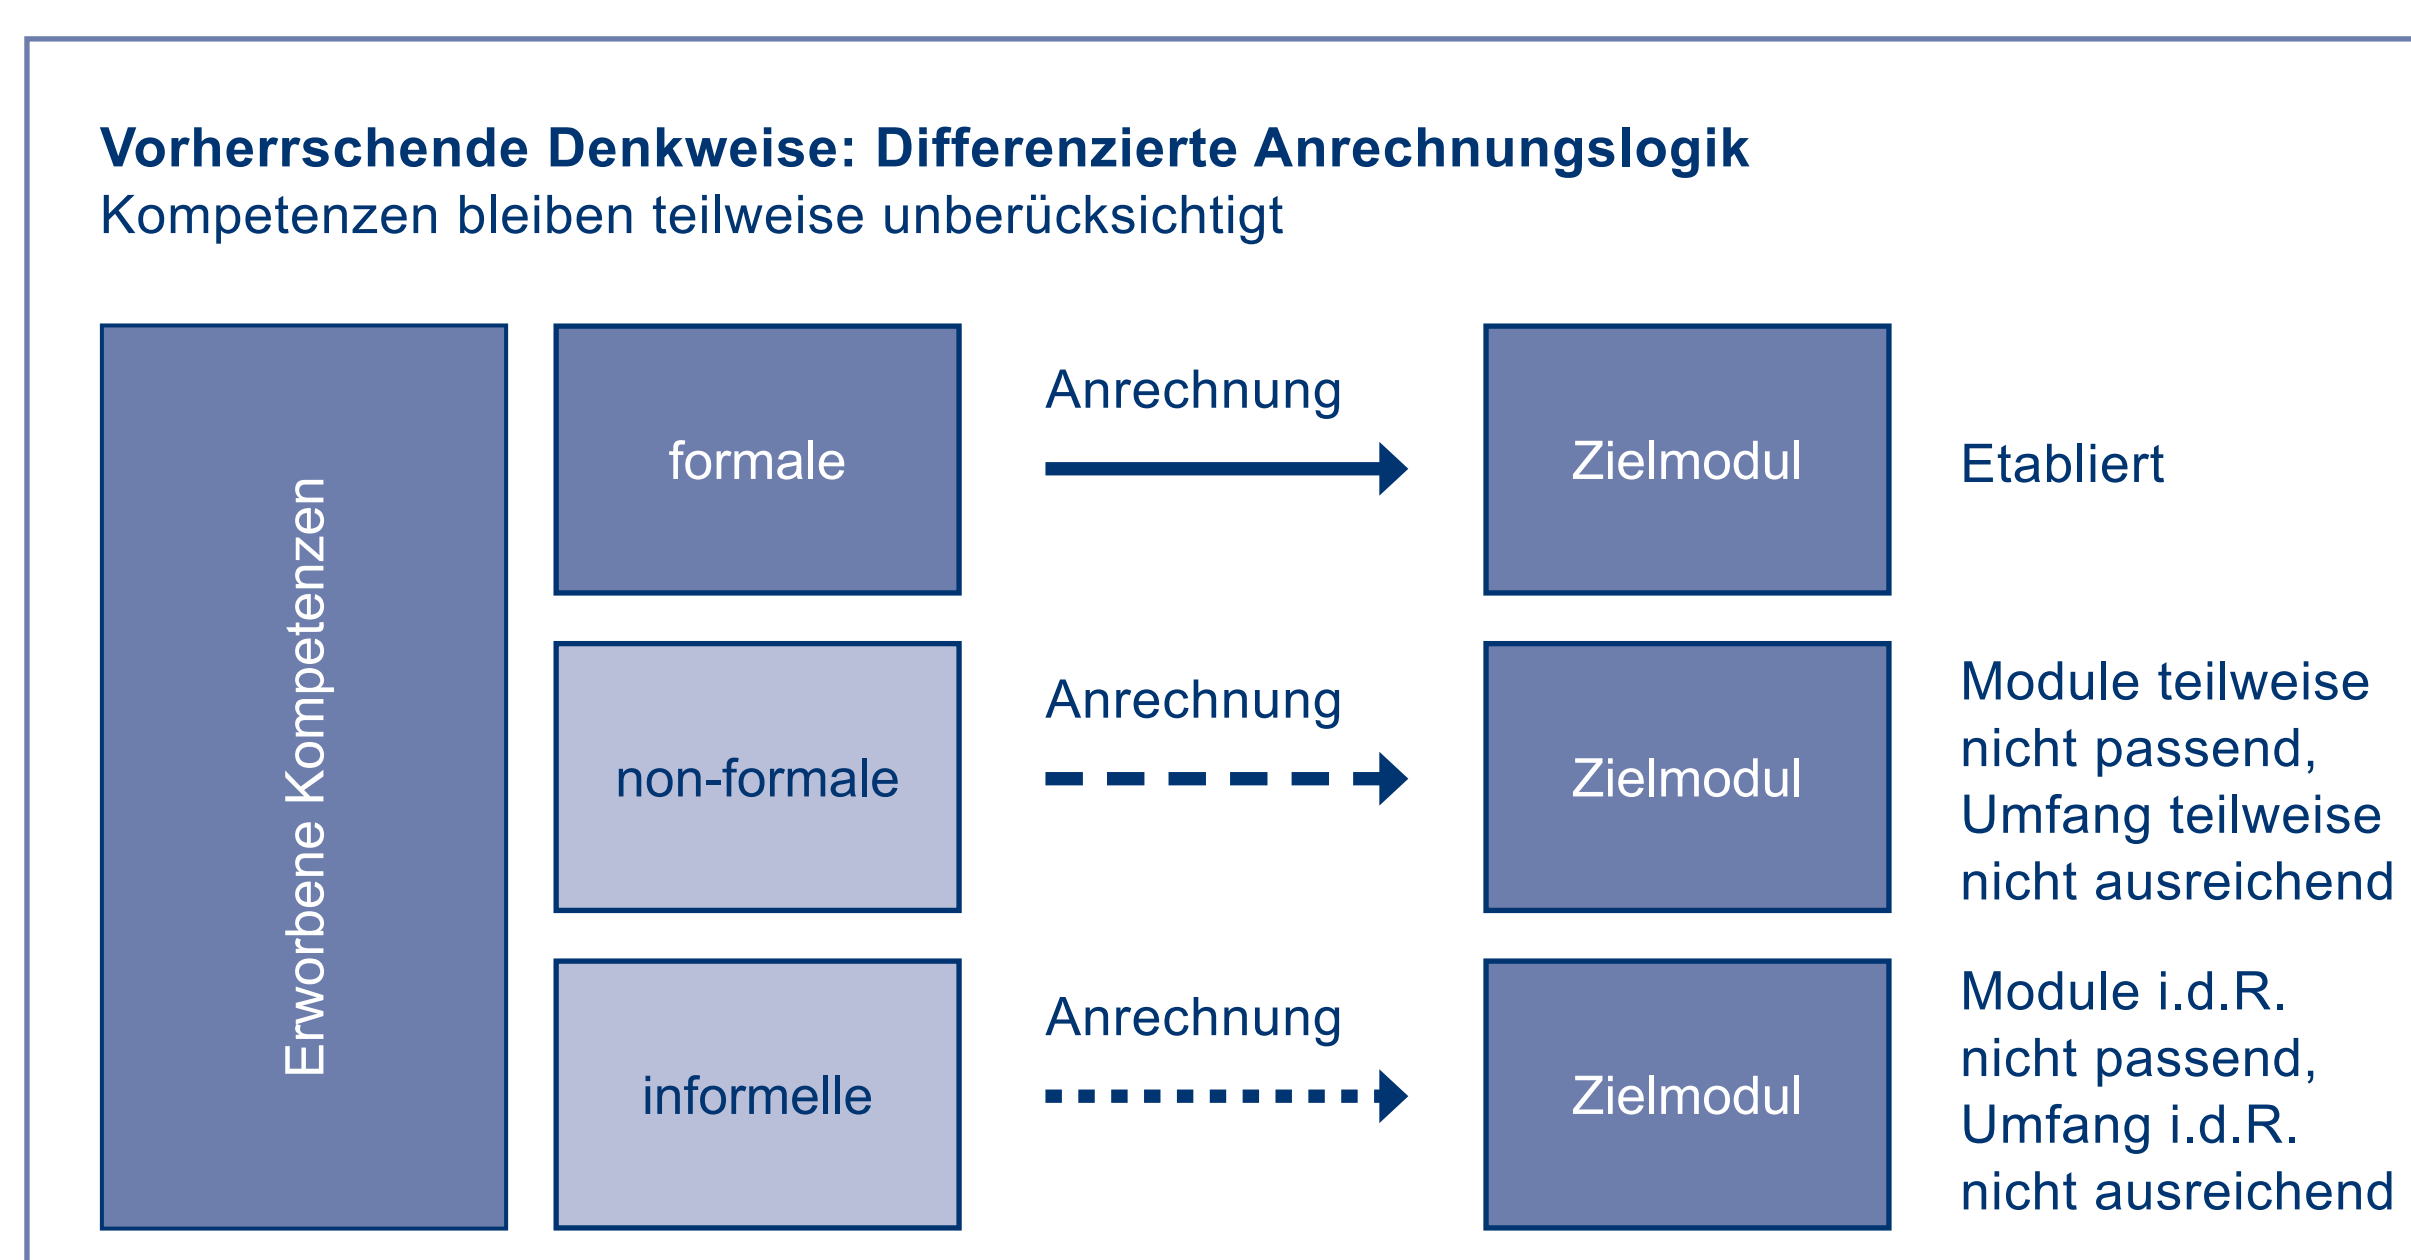 Vorherrschende Denkweise: Differenzierte Anrechnungslogik
Kompetenzen bleiben teilweise unberücksichtigt
Erworbene Kompetenzen
formale
Anrechnung
Zielmodul
Etabliert
non-formale
Anrechnung
Zielmodul
Module teilweise
nicht passend,
Umfang teilweise
nicht ausreichend
informelle
Anrechnung
Zielmodul
Module i.d.R.
nicht passend,
Umfang i.d.R.
nicht ausreichend